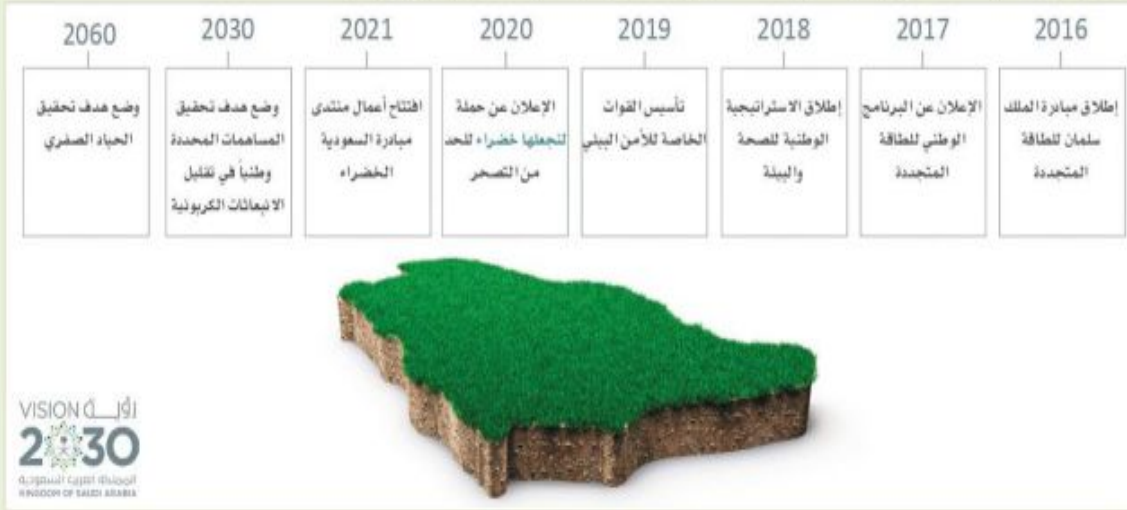 2016
إطلاق مبادرة الملك
سلمان للطاقة
المتجددة
2017
الإعلان عن البرنامج
الوطني للطاقة
المتجددة
2018
إطلاق الاستراتيجية
الوطنية للصحة
والبيئة
2019
تأسيس القوات
الخاصة للأمن البيئي
2020
الإعلان عن حملة
لنجعلها خضراء للحد
من التصحر
2021
افتتاح أعمال منتدى
مبادرة السعودية
الخضراء
2030
وضع هدف تحقيق
المساهمات المحددة
وطنياً في تقليل
الانبعاثات الكربونية
2060
وضع هدف تحقيق
الحياد الصفري
VISION رؤيــة
2030
المملكة العربية السعودية
KINGDOM OF SAUDI ARABIA